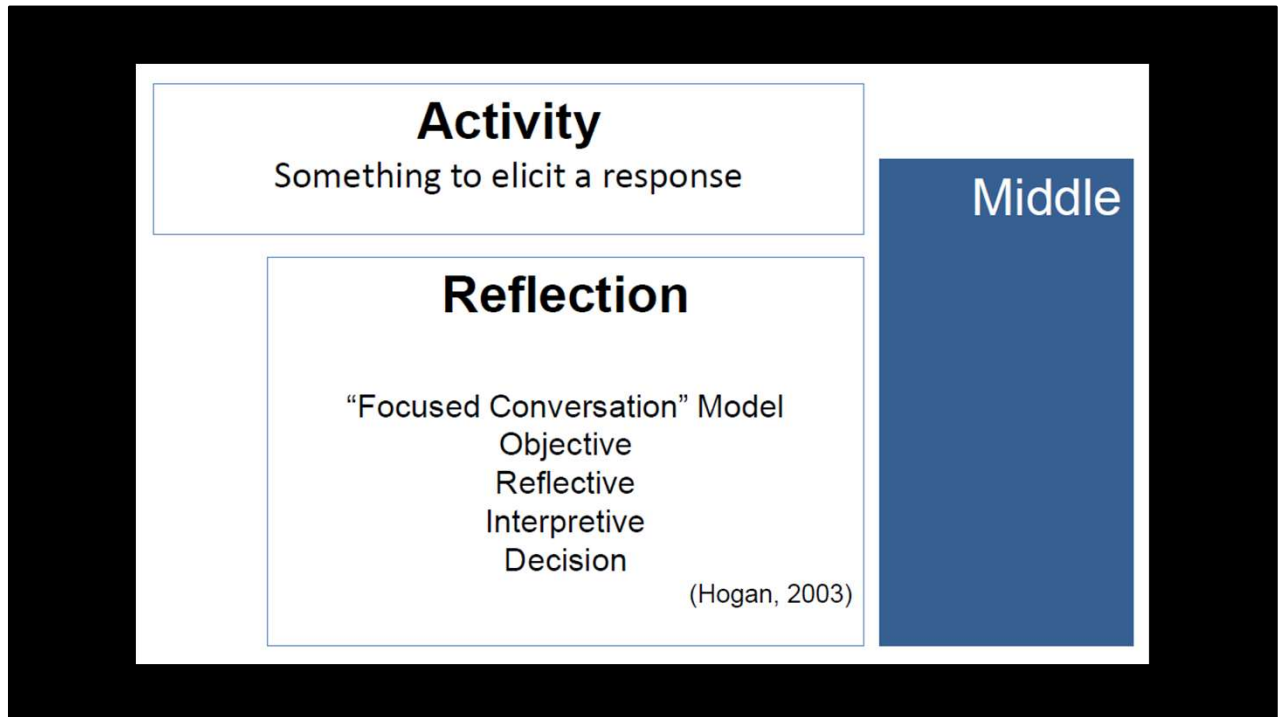 Activity
Something to elicit a response
Middle
Reflection
“Focused Conversation” Model
Objective
Reflective
Interpretive
Decision
(Hogan, 2003)